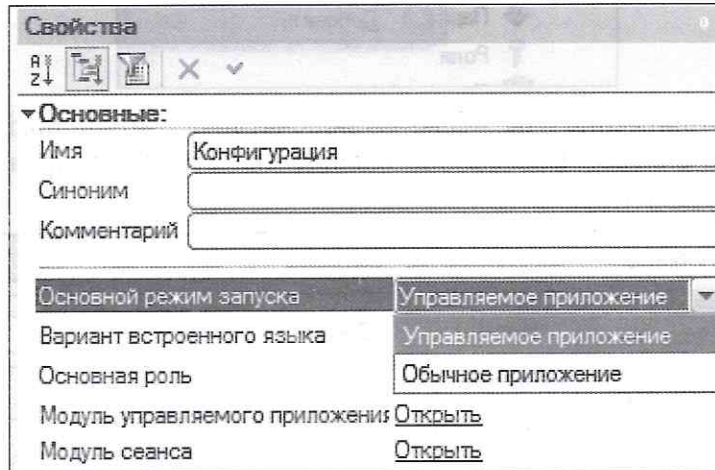 Свойства
Основные:
Имя Конфигурация
Синоним
Комментарий
Основной режим запуска Управляемое приложение
Вариант встроенного языка Управляемое приложение
Основная роль Обычное приложение
Модуль управляемого приложения Открыть
Модуль сеанса Открыть